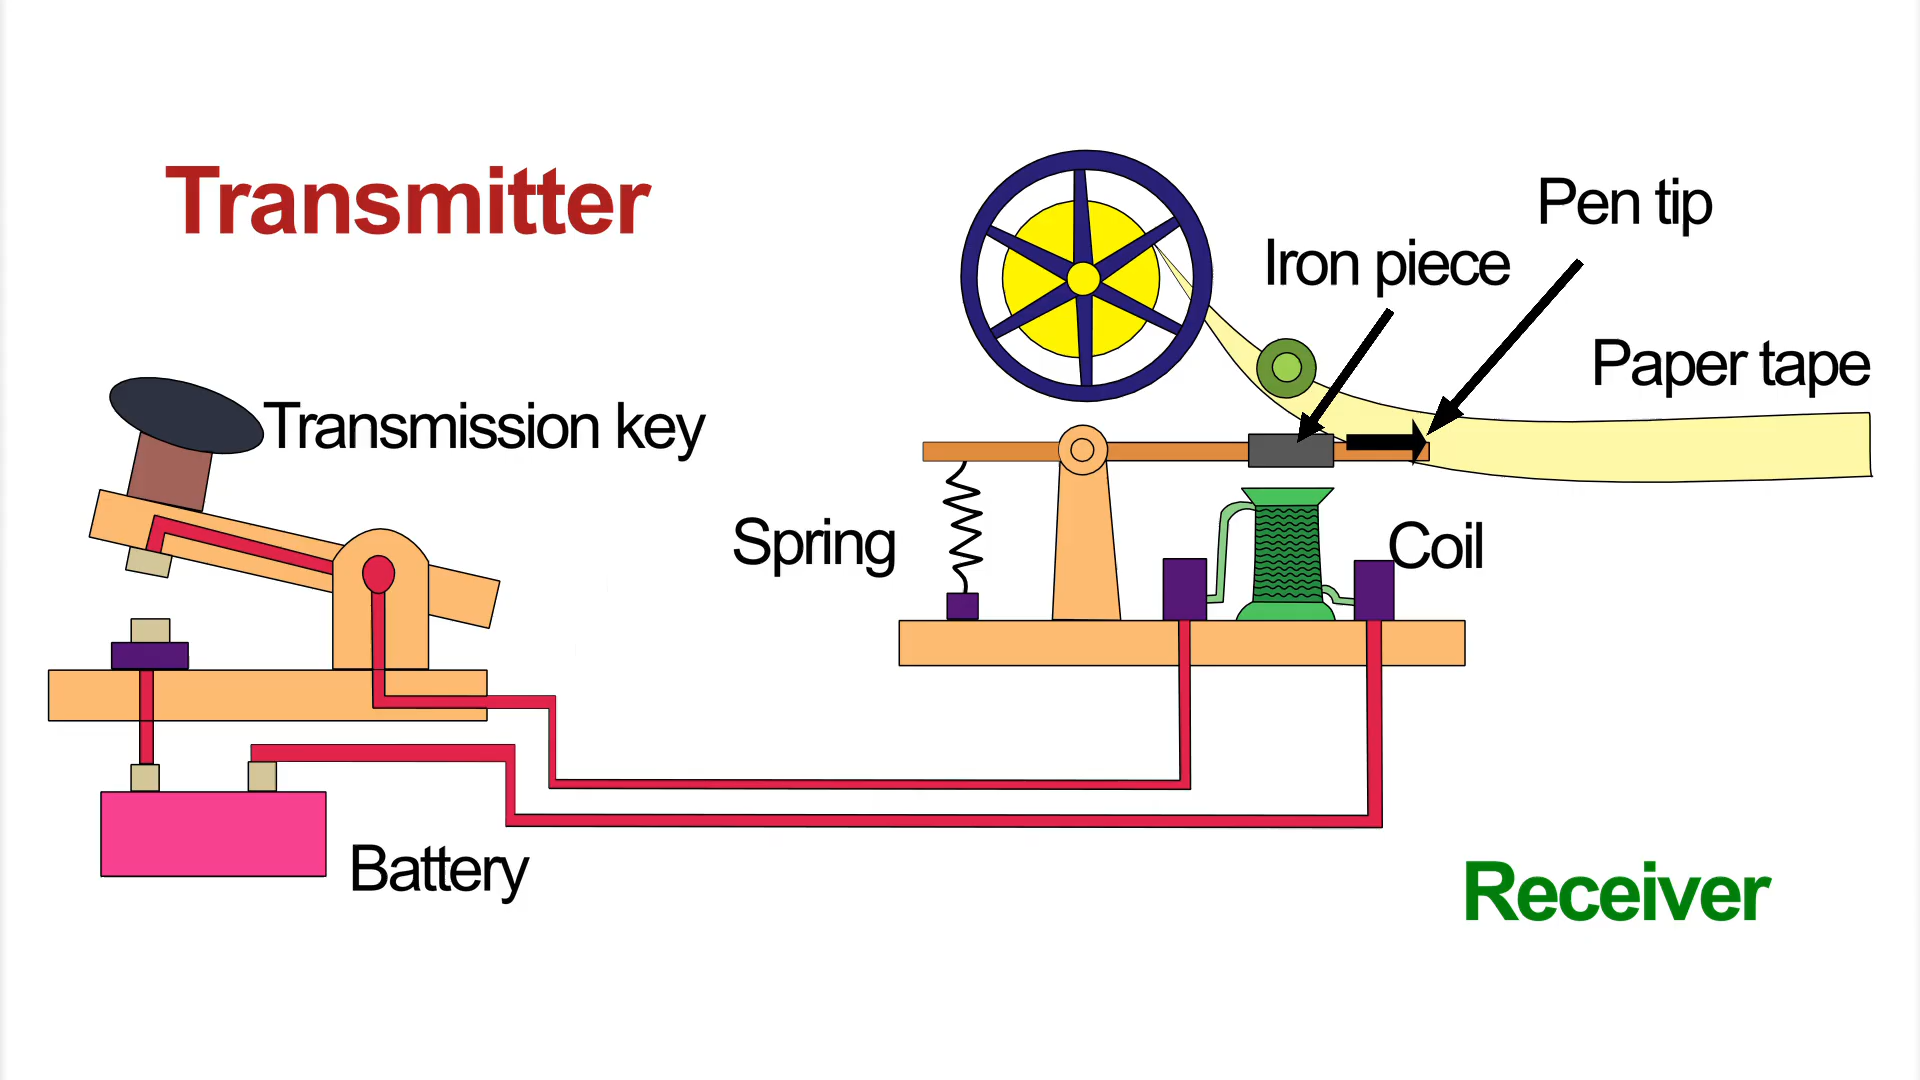 Transmitter
Pen tip
Iron piece
Paper tape
Transmission key
Spring
Coil
Battery
Receiver